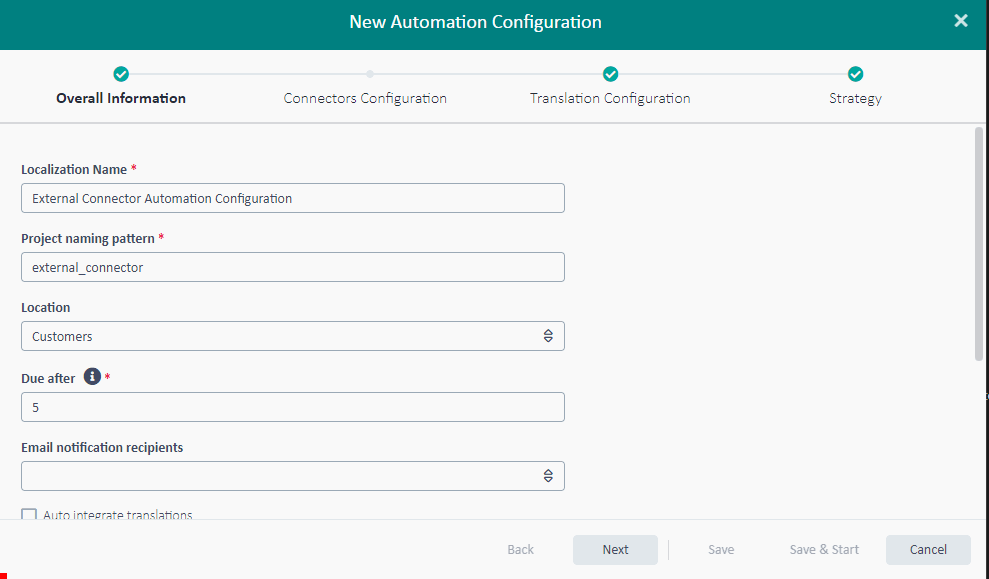 New Automation Configuration
Overall Information
Connectors Configuration
Translation Configuration
Strategy
Localization Name *
External Connector Automation Configuration
Project naming pattern *
external_connector
Location
Customers
Due after *
5
Email notification recipients
Auto integrate translations
Back
Next
Save
Save & Start
Cancel